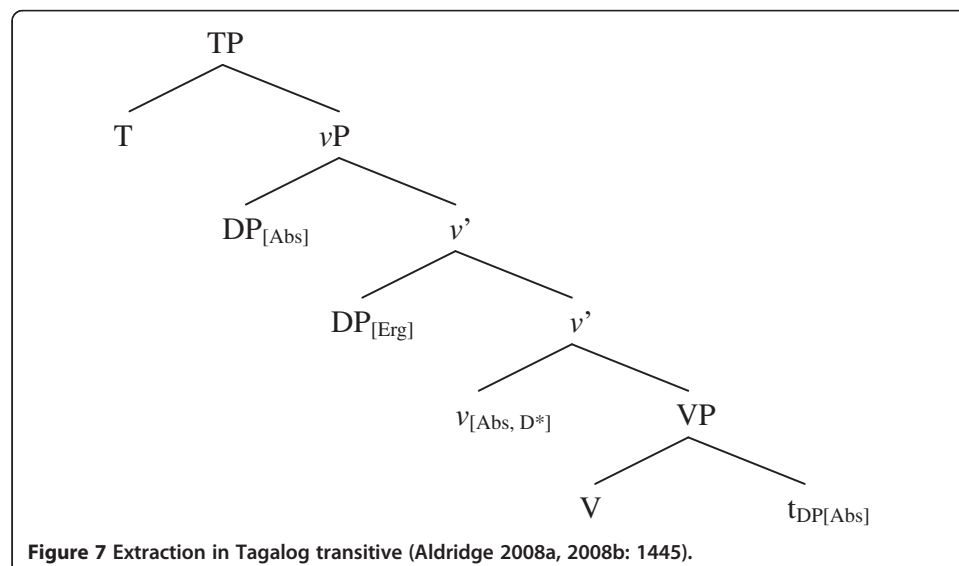 TP
T vP
DP[Abs] v’
DP[Erg] v’
v[Abs, D*] VP
V tDP[Abs]
Figure 7 Extraction in Tagalog transitive (Aldridge 2008a, 2008b: 1445).